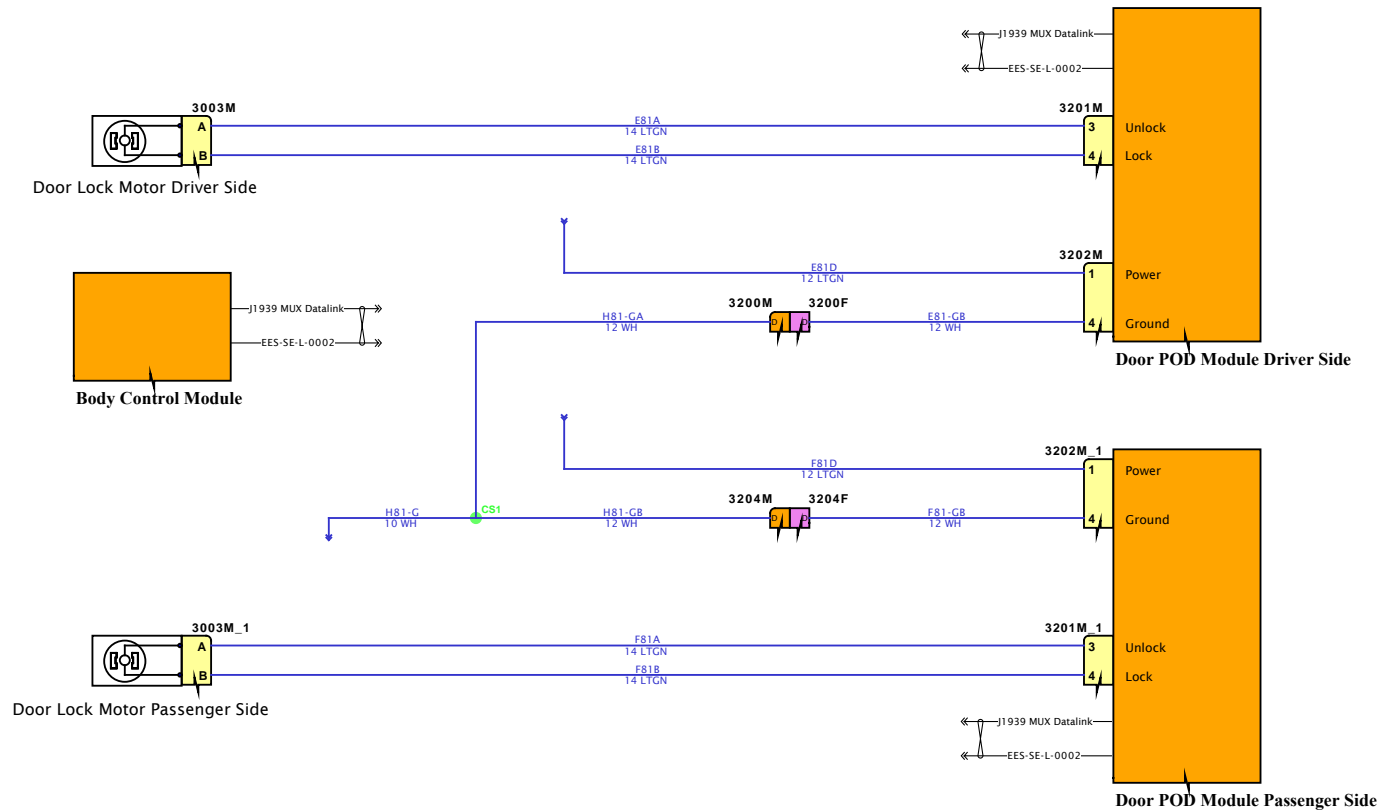 J1939 MUX Datalink
EES-SE-L-0002
3003M
3201M
A
E81A
14 LTGN
3
Unlock
B
E81B
14 LTGN
4
Lock
Door Lock Motor Driver Side
3202M
E81D
12 LTGN
1
Power
J1939 MUX Datalink
EES-SE-L-0002
3200M
3200F
H81-GA
12 WH
D
D
E81-GB
12 WH
4
Ground
Door POD Module Driver Side
Body Control Module
3202M_1
F81D
12 LTGN
1
Power
3204M
3204F
H81-G
10 WH
CS1
H81-GB
12 WH
D
D
F81-GB
12 WH
4
Ground
3003M_1
3201M_1
A
F81A
14 LTGN
3
Unlock
B
F81B
14 LTGN
4
Lock
Door Lock Motor Passenger Side
J1939 MUX Datalink
EES-SE-L-0002
Door POD Module Passenger Side